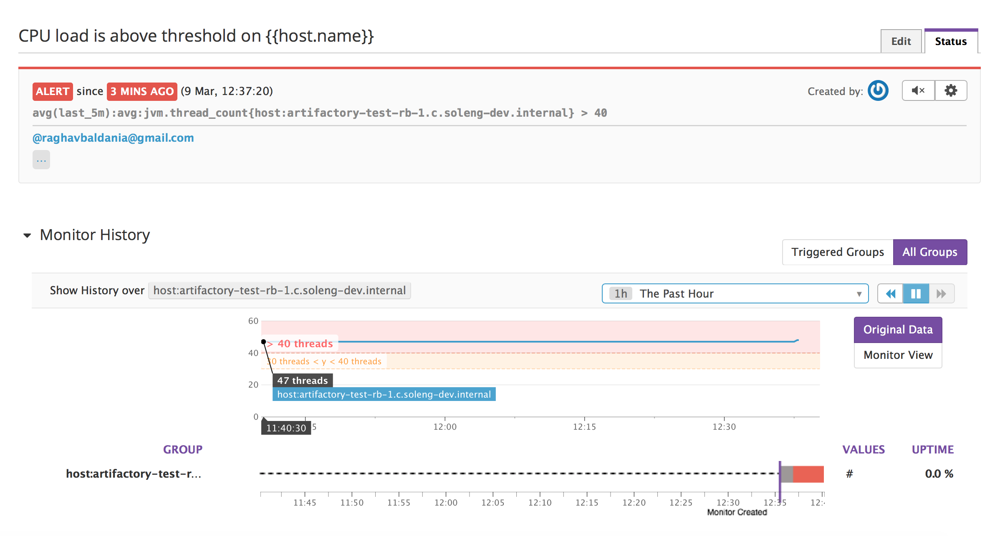 CPU load is above threshold on {{host.name}}
Edit
Status
ALERT since 3 MINS AGO (9 Mar, 12:37:20)
Created by:
avg(last_5m):avg:jvm.thread_count{host:artifactory-test-rb-1.c.soleng-dev.internal} > 40
@raghavbaldania@gmail.com
...
Monitor History
Triggered Groups
All Groups
Show History over host:artifactory-test-rb-1.c.soleng-dev.internal
1h The Past Hour
60
> 40 threads
40
30 threads < y < 40 threads
47 threads
20
host:artifactory-test-rb-1.c.soleng-dev.internal
0
Original Data
Monitor View
11:40:30
5 12:00 12:15 12:30
GROUP VALUES UPTIME
host:artifactory-test-r... # 0.0 %
11:45 11:50 11:55 12:00 12:05 12:10 12:15 12:20 12:25 12:30 12:35
Monitor Created